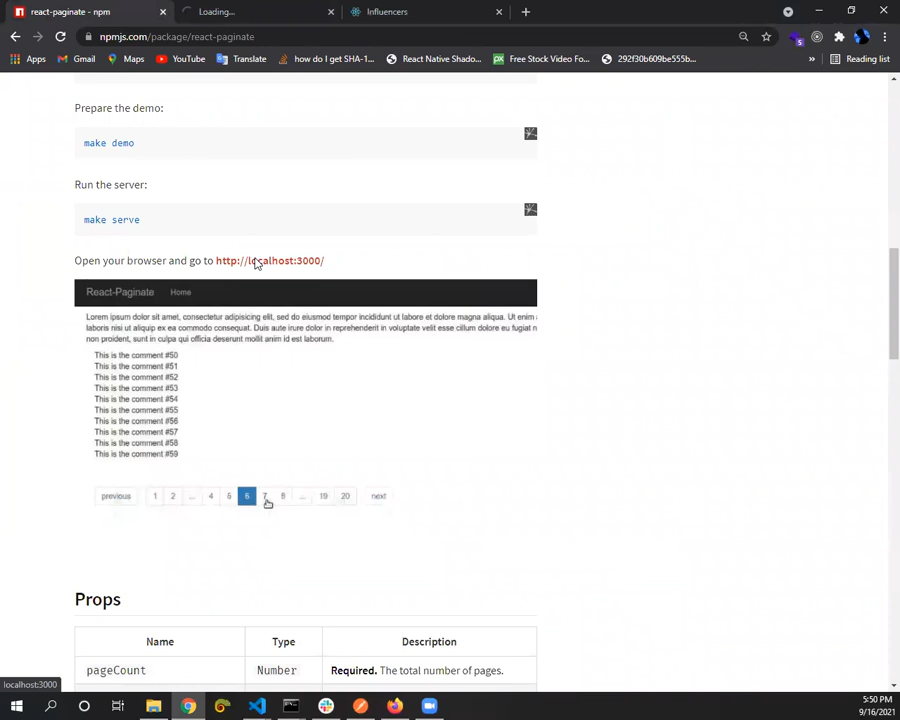 react-paginate - npm
Loading...
Influencers
npmjs.com/package/react-paginate
5
Apps
Gmail
Maps
YouTube
Translate
how do I get SHA-1...
React Native Shado...
Free Stock Video Fo...
292f30b609be555b...
»
Reading list
Prepare the demo:
make demo
Run the server:
make serve
Open your browser and go to http://localhost:3000/
React-Paginate Home
Lorem ipsum dolor sit amet, consectetur adipiscing elit, sed do eiusmod tempor incididunt ut labore et dolore magna aliqua. Ut enim
laboris nisi ut aliquip ex ea commodo consequat. Duis aute irure dolor in reprehenderit in voluptate velit esse cillum dolore eu fugiat n
non proident, sunt in culpa qui officia deserunt mollit anim id est laborum.
This is the comment #50
This is the comment #51
This is the comment #52
This is the comment #53
This is the comment #54
This is the comment #55
This is the comment #56
This is the comment #57
This is the comment #58
This is the comment #59
previous 1 2 ... 4 5 6 7 8 ... 19 20 next
Props
Name Type Description
pageCount Number Required. The total number of pages.
localhost:3000
5:50 PM
9/16/2021